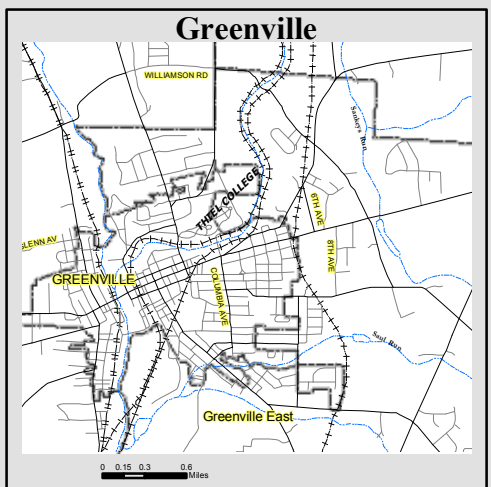 Greenville
WILLIAMSON RD
Sankeys Run
THIEL COLLEGE
6TH AVE
8TH AVE
GLENN AV
GREENVILLE
COLUMBIA AVE
Saul Run
Greenville East
0 0.15 0.3 0.6
Miles